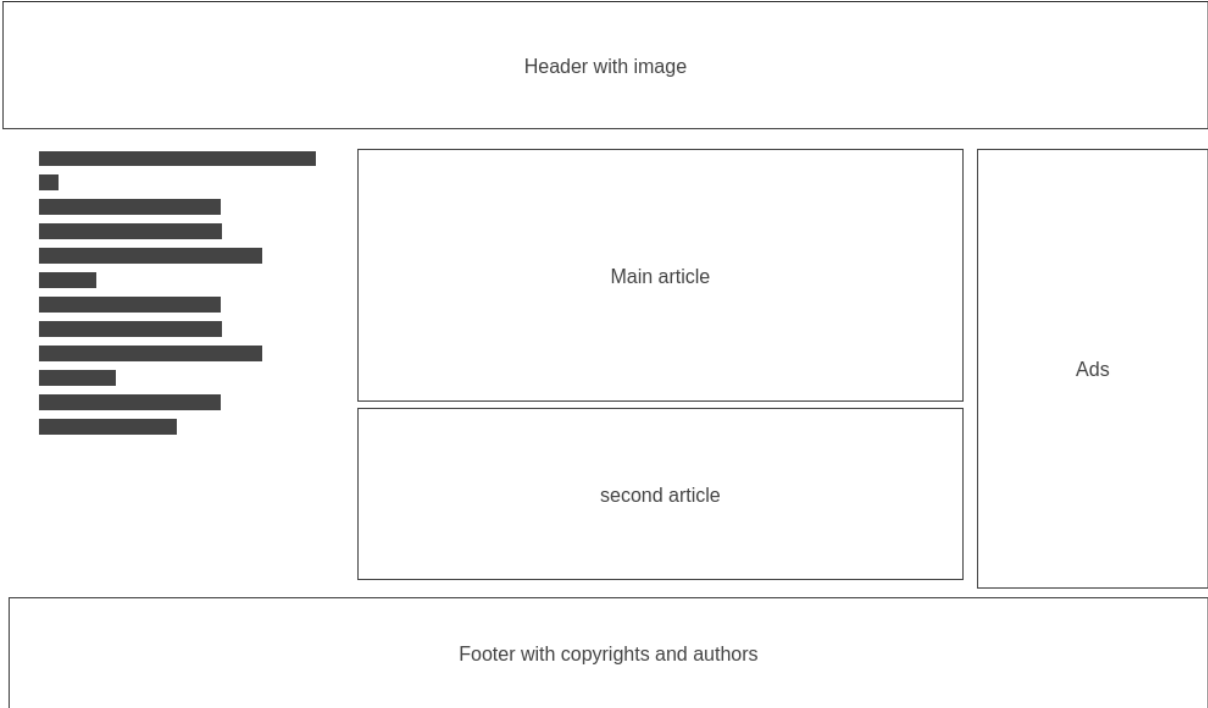 Header with image
Main article
second article
Ads
Footer with copyrights and authors